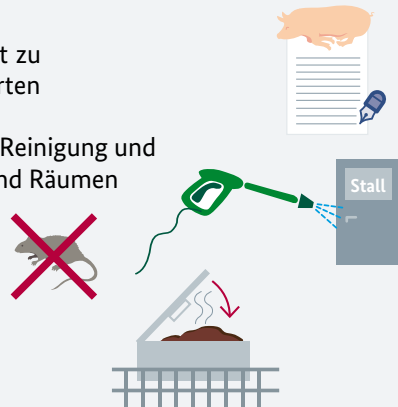 t zu
rten
Reinigung und
nd Räumen
Stall